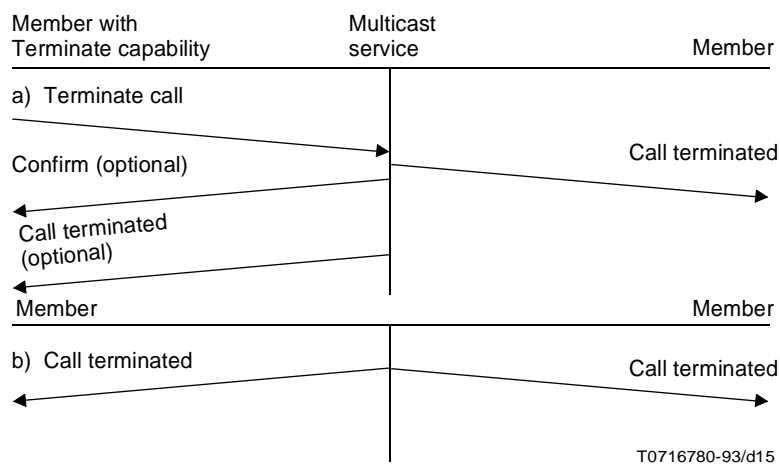 Member with
Terminate capability
Multicast
service
Member
a) Terminate call
Call terminated
Confirm (optional)
Call terminated
(optional)
Member
Member
b) Call terminated
Call terminated
T0716780-93/d15